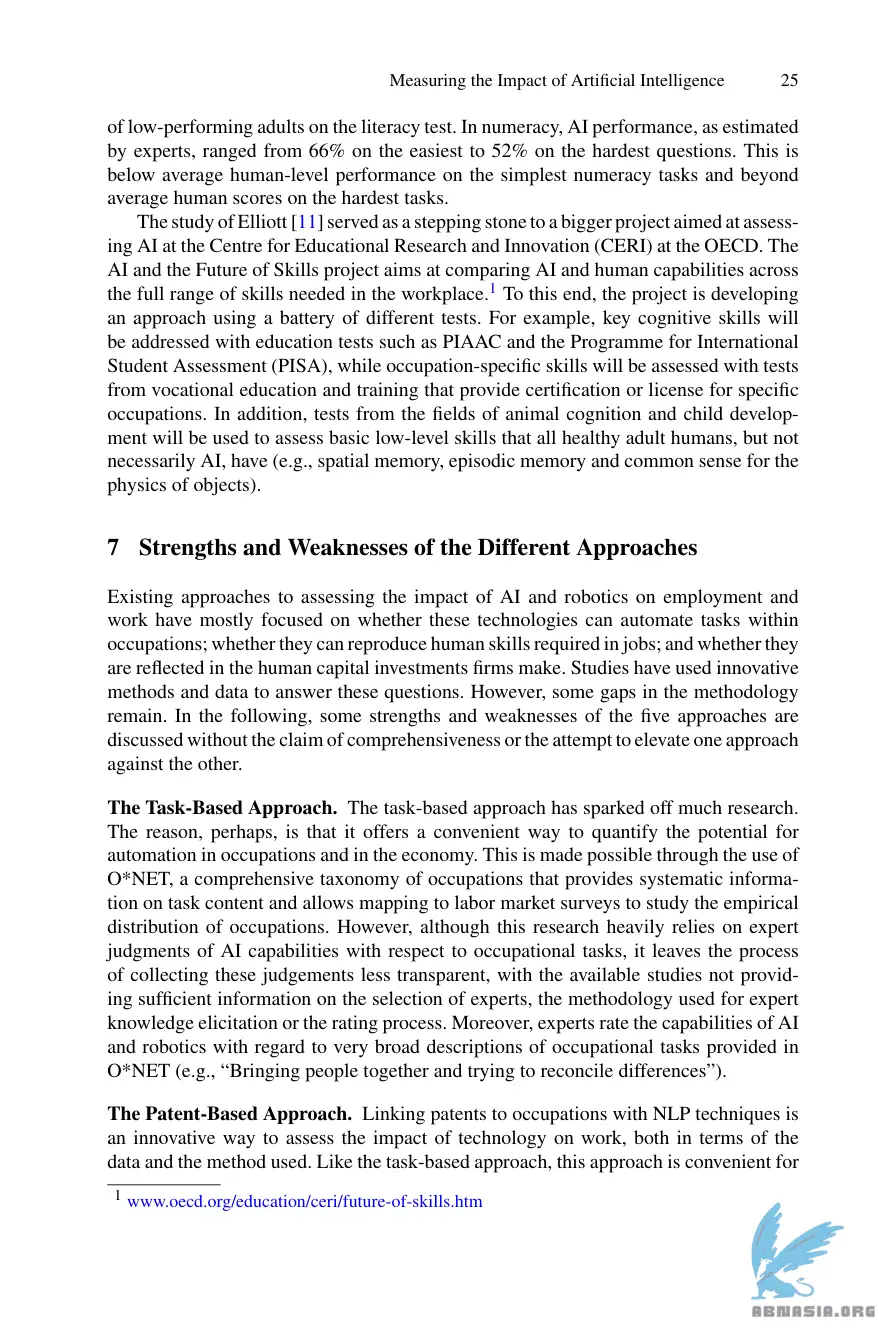 Measuring the Impact of Artificial Intelligence 25
of low-performing adults on the literacy test. In numeracy, AI performance, as estimated
by experts, ranged from 66% on the easiest to 52% on the hardest questions. This is
below average human-level performance on the simplest numeracy tasks and beyond
average human scores on the hardest tasks.
The study of Elliott [11] served as a stepping stone to a bigger project aimed at assess-
ing AI at the Centre for Educational Research and Innovation (CERI) at the OECD. The
AI and the Future of Skills project aims at comparing AI and human capabilities across
the full range of skills needed in the workplace.1 To this end, the project is developing
an approach using a battery of different tests. For example, key cognitive skills will
be addressed with education tests such as PIAAC and the Programme for International
Student Assessment (PISA), while occupation-specific skills will be assessed with tests
from vocational education and training that provide certification or license for specific
occupations. In addition, tests from the fields of animal cognition and child develop-
ment will be used to assess basic low-level skills that all healthy adult humans, but not
necessarily AI, have (e.g., spatial memory, episodic memory and common sense for the
physics of objects).
7 Strengths and Weaknesses of the Different Approaches
Existing approaches to assessing the impact of AI and robotics on employment and
work have mostly focused on whether these technologies can automate tasks within
occupations; whether they can reproduce human skills required in jobs; and whether they
are reflected in the human capital investments firms make. Studies have used innovative
methods and data to answer these questions. However, some gaps in the methodology
remain. In the following, some strengths and weaknesses of the five approaches are
discussed without the claim of comprehensiveness or the attempt to elevate one approach
against the other.
The Task-Based Approach. The task-based approach has sparked off much research.
The reason, perhaps, is that it offers a convenient way to quantify the potential for
automation in occupations and in the economy. This is made possible through the use of
O*NET, a comprehensive taxonomy of occupations that provides systematic informa-
tion on task content and allows mapping to labor market surveys to study the empirical
distribution of occupations. However, although this research heavily relies on expert
judgments of AI capabilities with respect to occupational tasks, it leaves the process
of collecting these judgements less transparent, with the available studies not provid-
ing sufficient information on the selection of experts, the methodology used for expert
knowledge elicitation or the rating process. Moreover, experts rate the capabilities of AI
and robotics with regard to very broad descriptions of occupational tasks provided in
O*NET (e.g., “Bringing people together and trying to reconcile differences”).
The Patent-Based Approach. Linking patents to occupations with NLP techniques is
an innovative way to assess the impact of technology on work, both in terms of the
data and the method used. Like the task-based approach, this approach is convenient for
1 www.oecd.org/education/ceri/future-of-skills.htm
ABNASIA.ORG